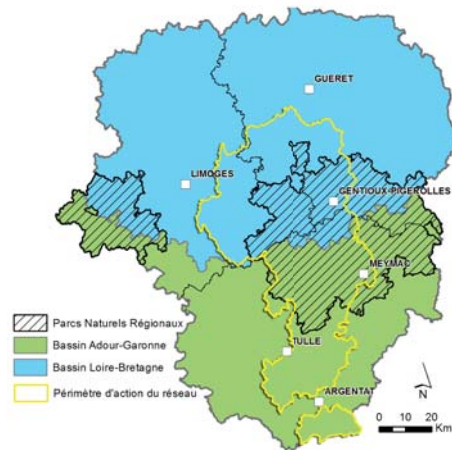 GUERET
LIMOGES
GENTIOUX-PIGEROLLES
MEYMAC
TULLE
ARGENTAT
Parcs Naturels Régionaux
Bassin Adour-Garonne
Bassin Loire-Bretagne
Périmètre d'action du réseau
N
0 10 20
Km